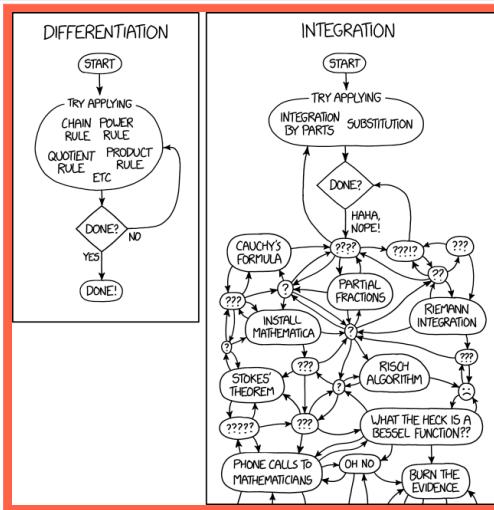 DIFFERENTIATION
START
TRY APPLYING
CHAIN POWER
RULE RULE
QUOTIENT PRODUCT
RULE RULE
ETC
DONE?
NO
YES
DONE!
INTEGRATION
START
TRY APPLYING
INTEGRATION
BY PARTS
SUBSTITUTION
DONE?
HAHA,
NOPE!
CAUCHY'S
FORMULA
????
???!?
???
??
???
?
PARTIAL
FRACTIONS
RIEMANN
INTEGRATION
INSTALL
MATHEMATICA
?
?
???
???
STOKES'
THEOREM
RISCH
ALGORITHM
?
?????
???
WHAT THE HECK IS A
BESSEL FUNCTION??
PHONE CALLS TO
MATHEMATICIANS
OH NO
BURN THE
EVIDENCE